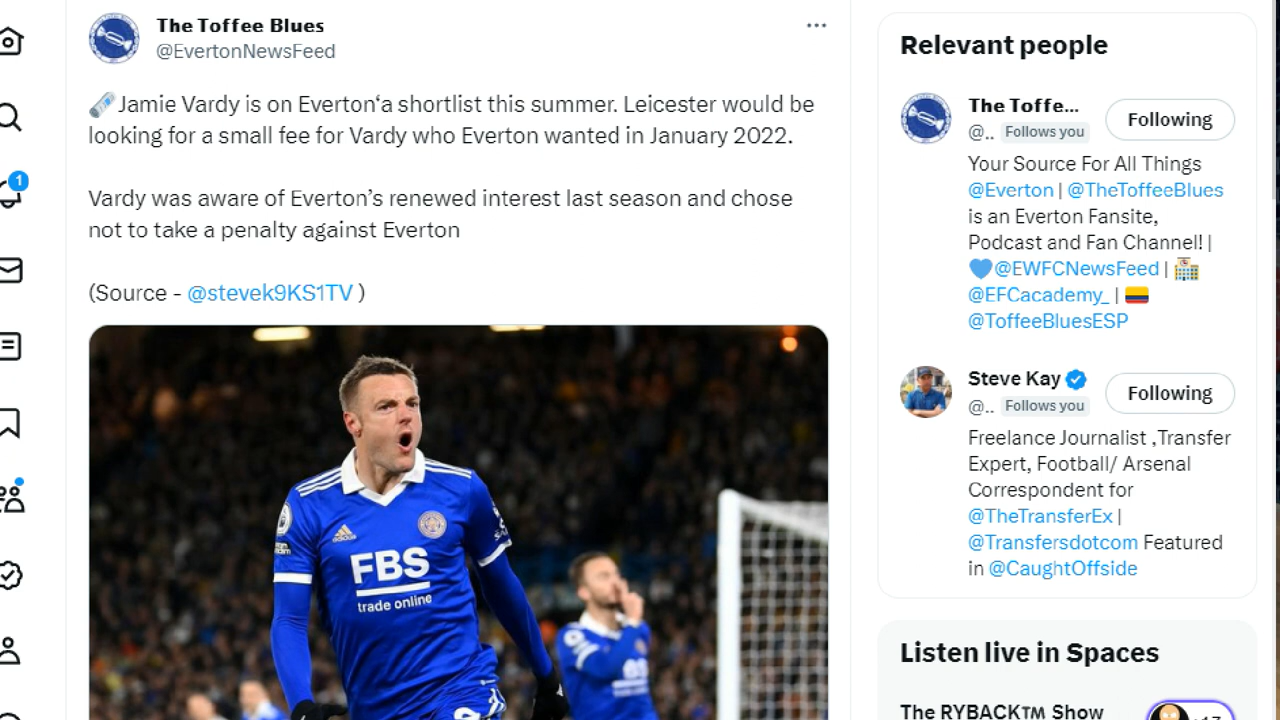 The Toffee Blues
@EvertonNewsFeed
🗞️Jamie Vardy is on Everton‘a shortlist this summer. Leicester would be
looking for a small fee for Vardy who Everton wanted in January 2022.
Vardy was aware of Everton’s renewed interest last season and chose
not to take a penalty against Everton
(Source - @stevek9KS1TV )
FBS
trade online
1
Relevant people
The Toffe...
@.. Follows you
Following
Your Source For All Things
@Everton | @TheToffeeBlues
is an Everton Fansite,
Podcast and Fan Channel! |
💙@EWFCNewsFeed | 🏫
@EFCacademy_ | 🇨🇴
@ToffeeBluesESP
Steve Kay
@.. Follows you
Following
Freelance Journalist ,Transfer
Expert, Football/ Arsenal
Correspondent for
@TheTransferEx |
@Transfersdotcom Featured
in @CaughtOffside
Listen live in Spaces
The RYBACK™ Show